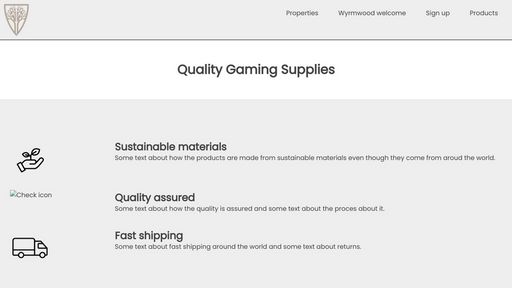 Properties Wyrmwood welcome Sign up Products
Quality Gaming Supplies
Sustainable materials
Some text about how the products are made from sustainable materials even though they come from aroud the world.
Check icon
Quality assured
Some text about how the quality is assured and some text about the proces about it.
Fast shipping
Some text about fast shipping around the world and some text about returns.